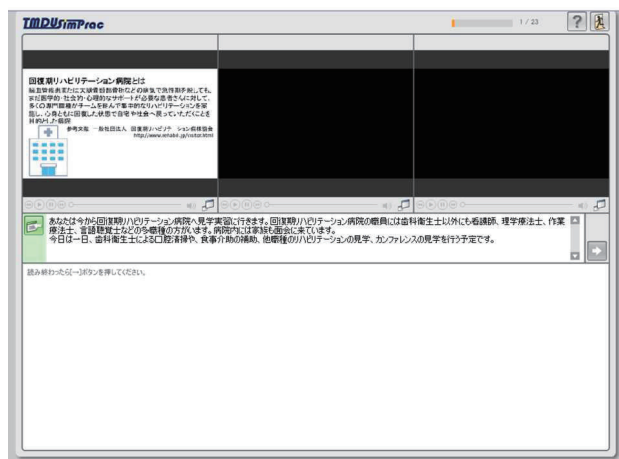 TMDUSimPrac
1 / 23
?
回復期リハビリテーション病院とは
脳血管疾患または大腿骨頚部骨折などの病気で急性期を脱しても、
まだ医学的・社会的・心理的なサポートが必要な患者さんに対して、
多くの専門職種がチームを組んで集中的なリハビリテーションを実
施し、心身ともに回復した状態で自宅や社会へ戻っていただくことを
目的とした病院
参考文献 一般社団法人 回復期リハビリテーション病棟協会
あなたは今から回復期リハビリテーション病院へ見学実習に行きます。回復期リハビリテーション病院の職員には歯科衛生士以外にも看護師、理学療法士、作業
療法士、言語聴覚士などの多職種の方がいます。病院内には家族も面会に来ています。
今日は一日、歯科衛生士による口腔清掃や、食事介助の補助、他職種のリハビリテーションの見学、カンファレンスの見学を行う予定です。
読み終わったら[→]ボタンを押してください。